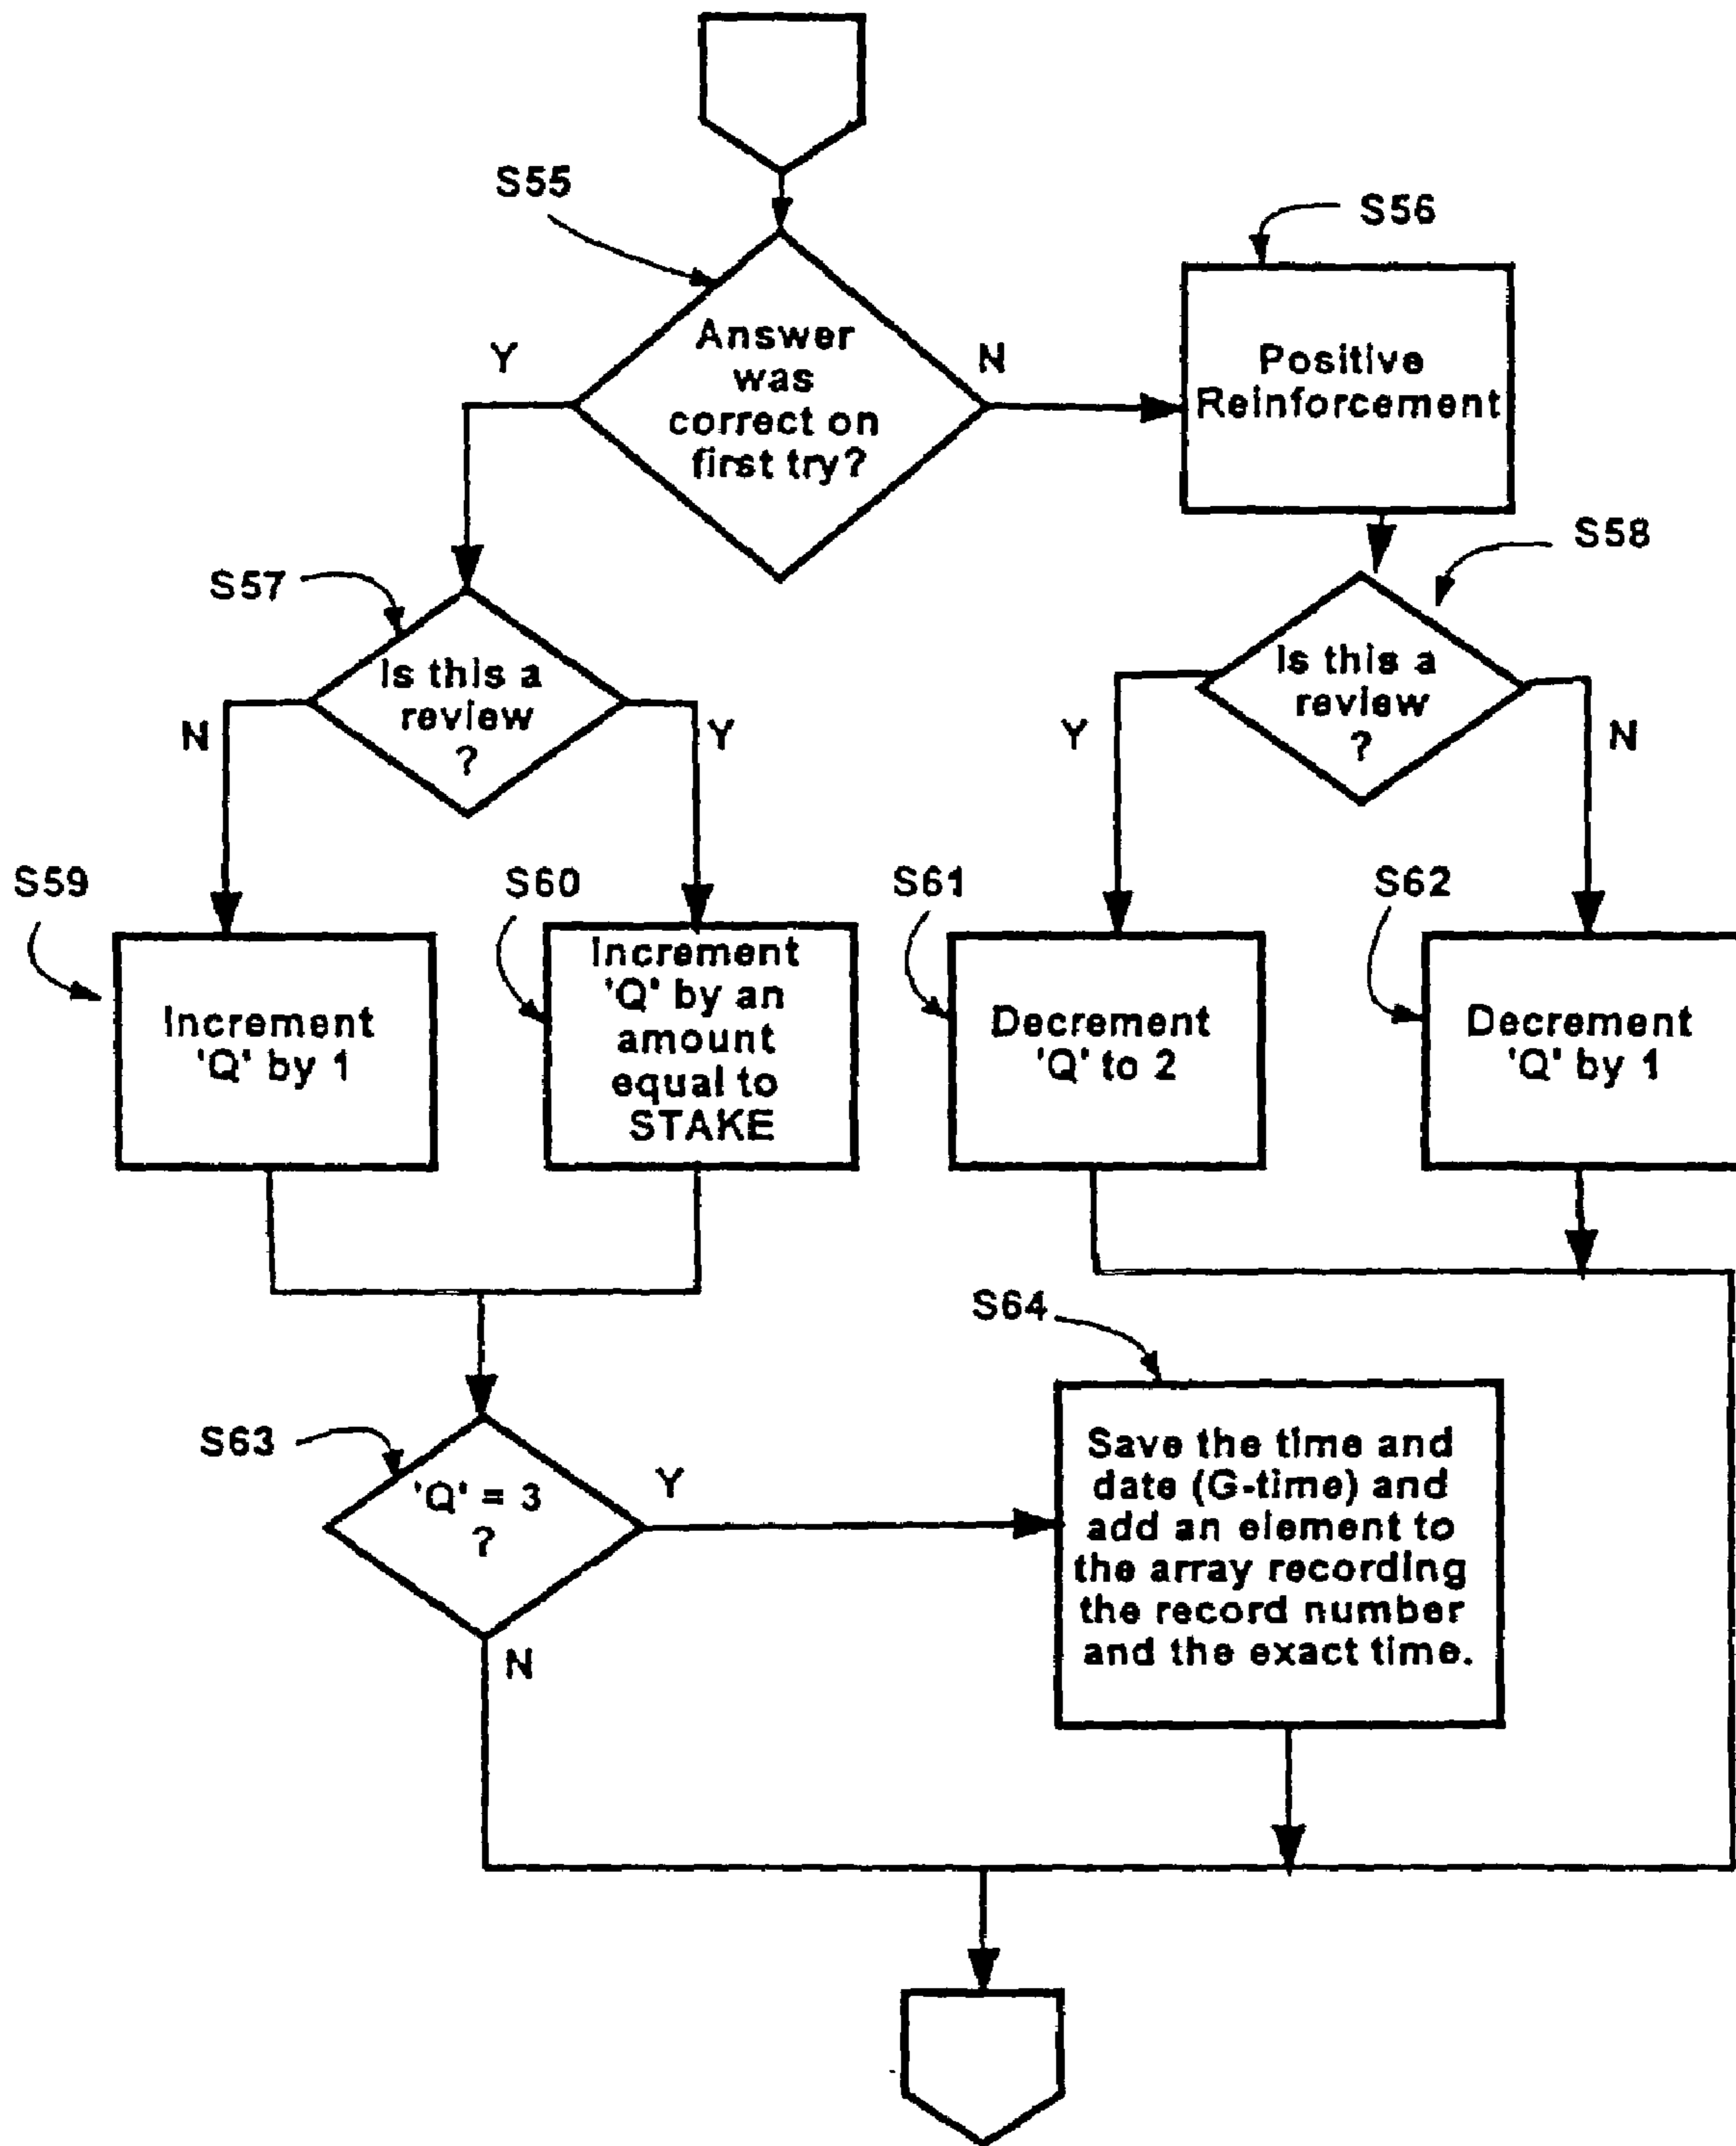 S55
S56
Answer
was
correct on
first try?
Y
N
Positive
Reinforcement
S57
S58
Is this a
review
?
N
Y
Is this a
review
?
Y
N
S59
S60
S61
S62
Increment
'Q' by 1
Increment
'Q' by an
amount
equal to
STAKE
Decrement
'Q' to 2
Decrement
'Q' by 1
S63
S64
'Q' = 3
?
Y
N
Save the time and
date (G-time) and
add an element to
the array recording
the record number
and the exact time.